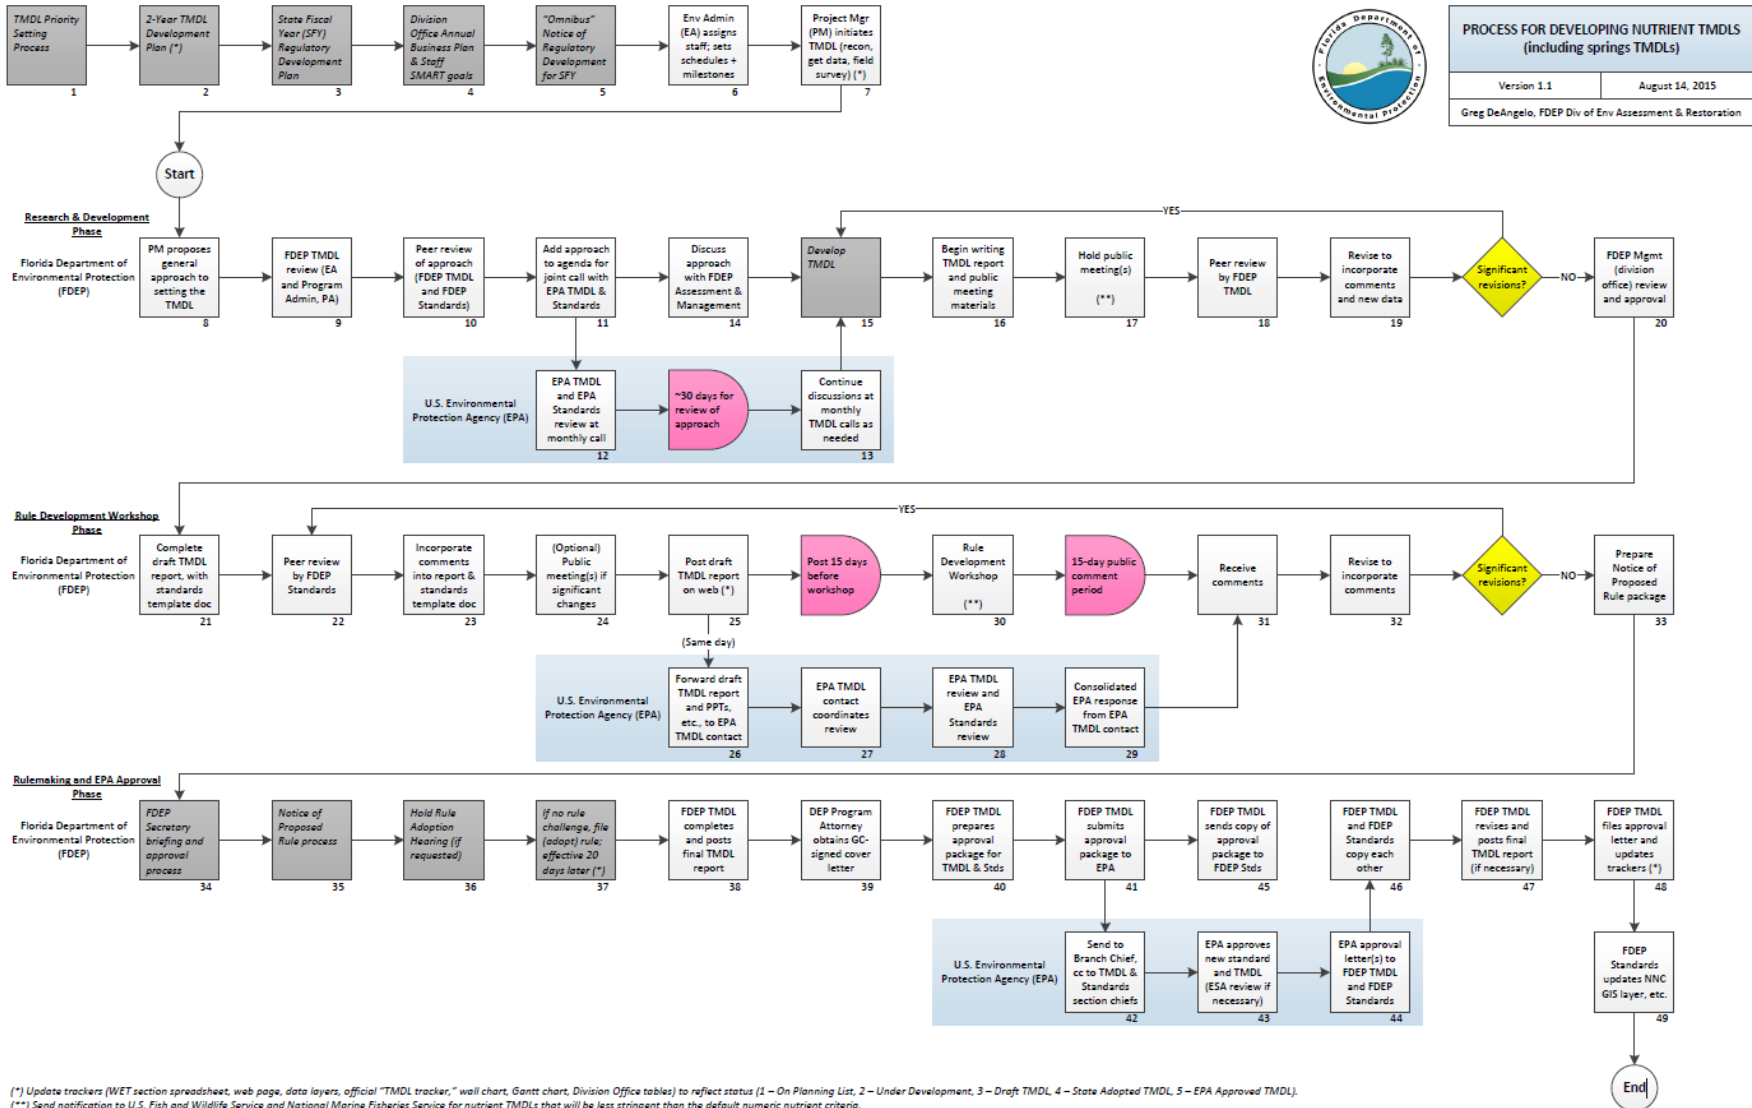 TMDL Priority
Setting
Process
1
2-Year TMDL
Development
Plan (*)
2
State Fiscal
Year (SFY)
Regulatory
Development
Plan
3
Division
Office Annual
Business Plan
& Staff
SMART goals
4
"Omnibus"
Notice of
Regulatory
Development
for SFY
5
Env Admin
(EA) assigns
staff; sets
schedules +
milestones
6
Project Mgr
(PM) initiates
TMDL (recon,
get data, field
survey) (*)
7
Florida Department of
Environmental Protection
PROCESS FOR DEVELOPING NUTRIENT TMDLS
(including springs TMDLs)
Version 1.1
August 14, 2015
Greg DeAngelo, FDEP Div of Env Assessment & Restoration
Start
Research & Development
Phase
Florida Department of
Environmental Protection
(FDEP)
PM proposes
general
approach to
setting the
TMDL
8
FDEP TMDL
review (EA
and Program
Admin, PA)
9
Peer review
of approach
(FDEP TMDL
and FDEP
Standards)
10
Add approach
to agenda for
joint call with
EPA TMDL &
Standards
11
Discuss
approach
with FDEP
Assessment &
Management
14
Develop
TMDL
15
Begin writing
TMDL report
and public
meeting
materials
16
Hold public
meeting(s)
(**)
17
Peer review
by FDEP
TMDL
18
Revise to
incorporate
comments
and new data
19
YES
Significant
revisions?
NO
FDEP Mgmt
(division
office) review
and approval
20
U.S. Environmental
Protection Agency (EPA)
EPA TMDL
and EPA
Standards
review at
monthly call
12
~30 days for
review of
approach
Continue
discussions at
monthly
TMDL calls as
needed
13
Rule Development Workshop
Phase
Florida Department of
Environmental Protection
(FDEP)
Complete
draft TMDL
report, with
standards
template doc
21
Peer review
by FDEP
Standards
22
Incorporate
comments
into report &
standards
template doc
23
(Optional)
Public
meeting(s) if
significant
changes
24
Post draft
TMDL report
on web (*)
25
Post 15 days
before
workshop
Rule
Development
Workshop
(**)
30
15-day public
comment
period
Receive
comments
31
Revise to
incorporate
comments
32
YES
Significant
revisions?
NO
Prepare
Notice of
Proposed
Rule package
33
(Same day)
U.S. Environmental
Protection Agency (EPA)
Forward draft
TMDL report
and PPTs,
etc., to EPA
TMDL contact
26
EPA TMDL
contact
coordinates
review
27
EPA TMDL
review and
EPA
Standards
review
28
Consolidated
EPA response
from EPA
TMDL contact
29
Rulemaking and EPA Approval
Phase
Florida Department of
Environmental Protection
(FDEP)
FDEP
Secretary
briefing and
approval
process
34
Notice of
Proposed
Rule process
35
Hold Rule
Adoption
Hearing (if
requested)
36
If no rule
challenge, file
(adopt) rule;
effective 20
days later (*)
37
FDEP TMDL
completes
and posts
final TMDL
report
38
DEP Program
Attorney
obtains GC-
signed cover
letter
39
FDEP TMDL
prepares
approval
package for
TMDL & Stds
40
FDEP TMDL
submits
approval
package to
EPA
41
FDEP TMDL
sends copy of
approval
package to
FDEP Stds
45
FDEP TMDL
and FDEP
Standards
copy each
other
46
FDEP TMDL
revises and
posts final
TMDL report
(if necessary)
47
FDEP TMDL
files approval
letter and
updates
trackers (*)
48
U.S. Environmental
Protection Agency (EPA)
Send to
Branch Chief,
cc to TMDL &
Standards
section chiefs
42
EPA approves
new standard
and TMDL
(ESA review if
necessary)
43
EPA approval
letter(s) to
FDEP TMDL
and FDEP
Standards
44
FDEP
Standards
updates NNC
GIS layer, etc.
49
End
(*) Update trackers (WET section spreadsheet, web page, data layers, official "TMDL tracker," wall chart, Gantt chart, Division Office tables) to reflect status (1 – On Planning List, 2 – Under Development, 3 – Draft TMDL, 4 – State Adopted TMDL, 5 – EPA Approved TMDL).
(**) Send notification to U.S. Fish and Wildlife Service and National Marine Fisheries Service for nutrient TMDLs that will be less stringent than the default numeric nutrient criteria.